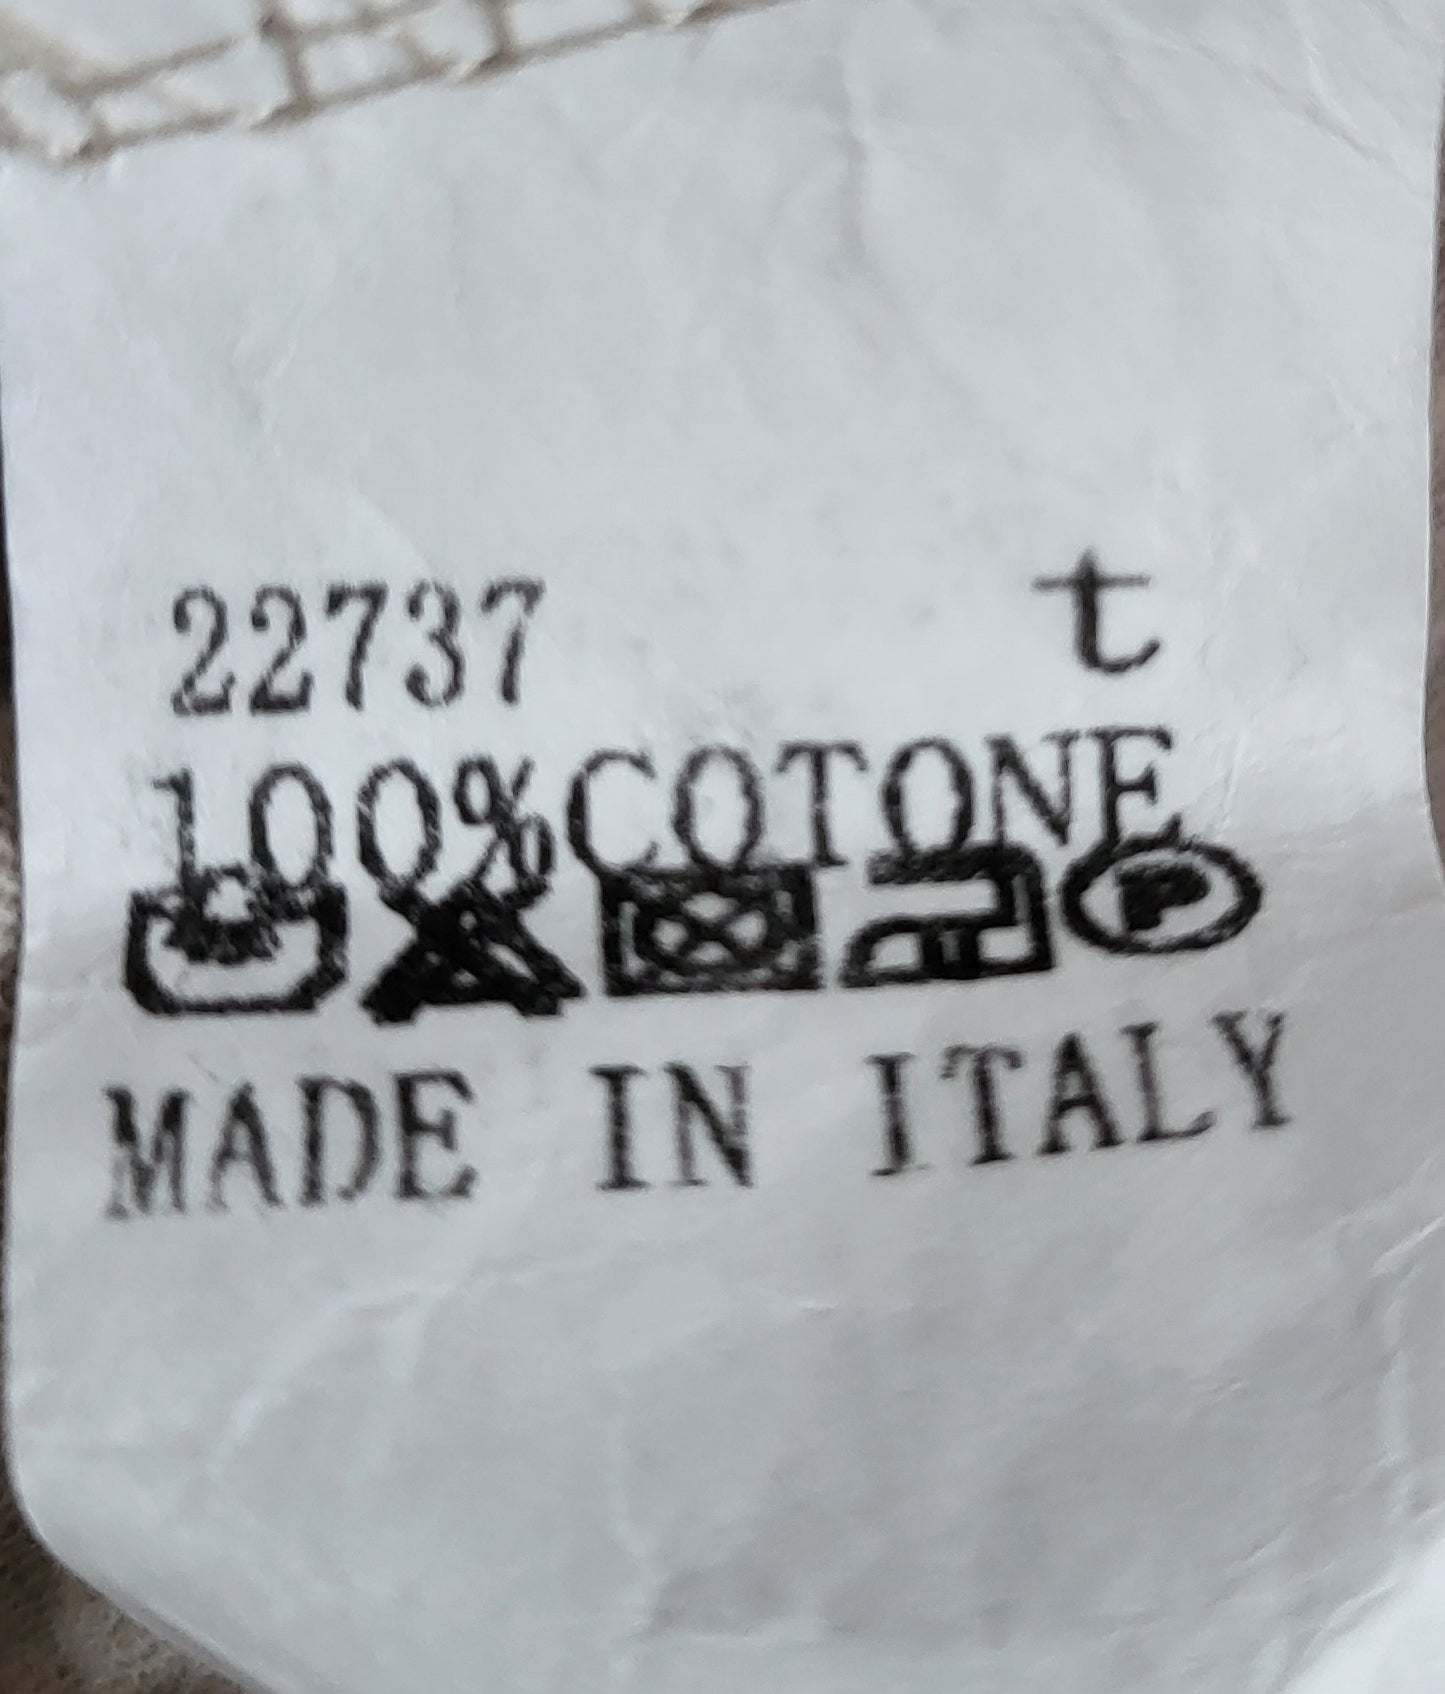 22737 t
100%COTONE
P
MADE IN ITALY